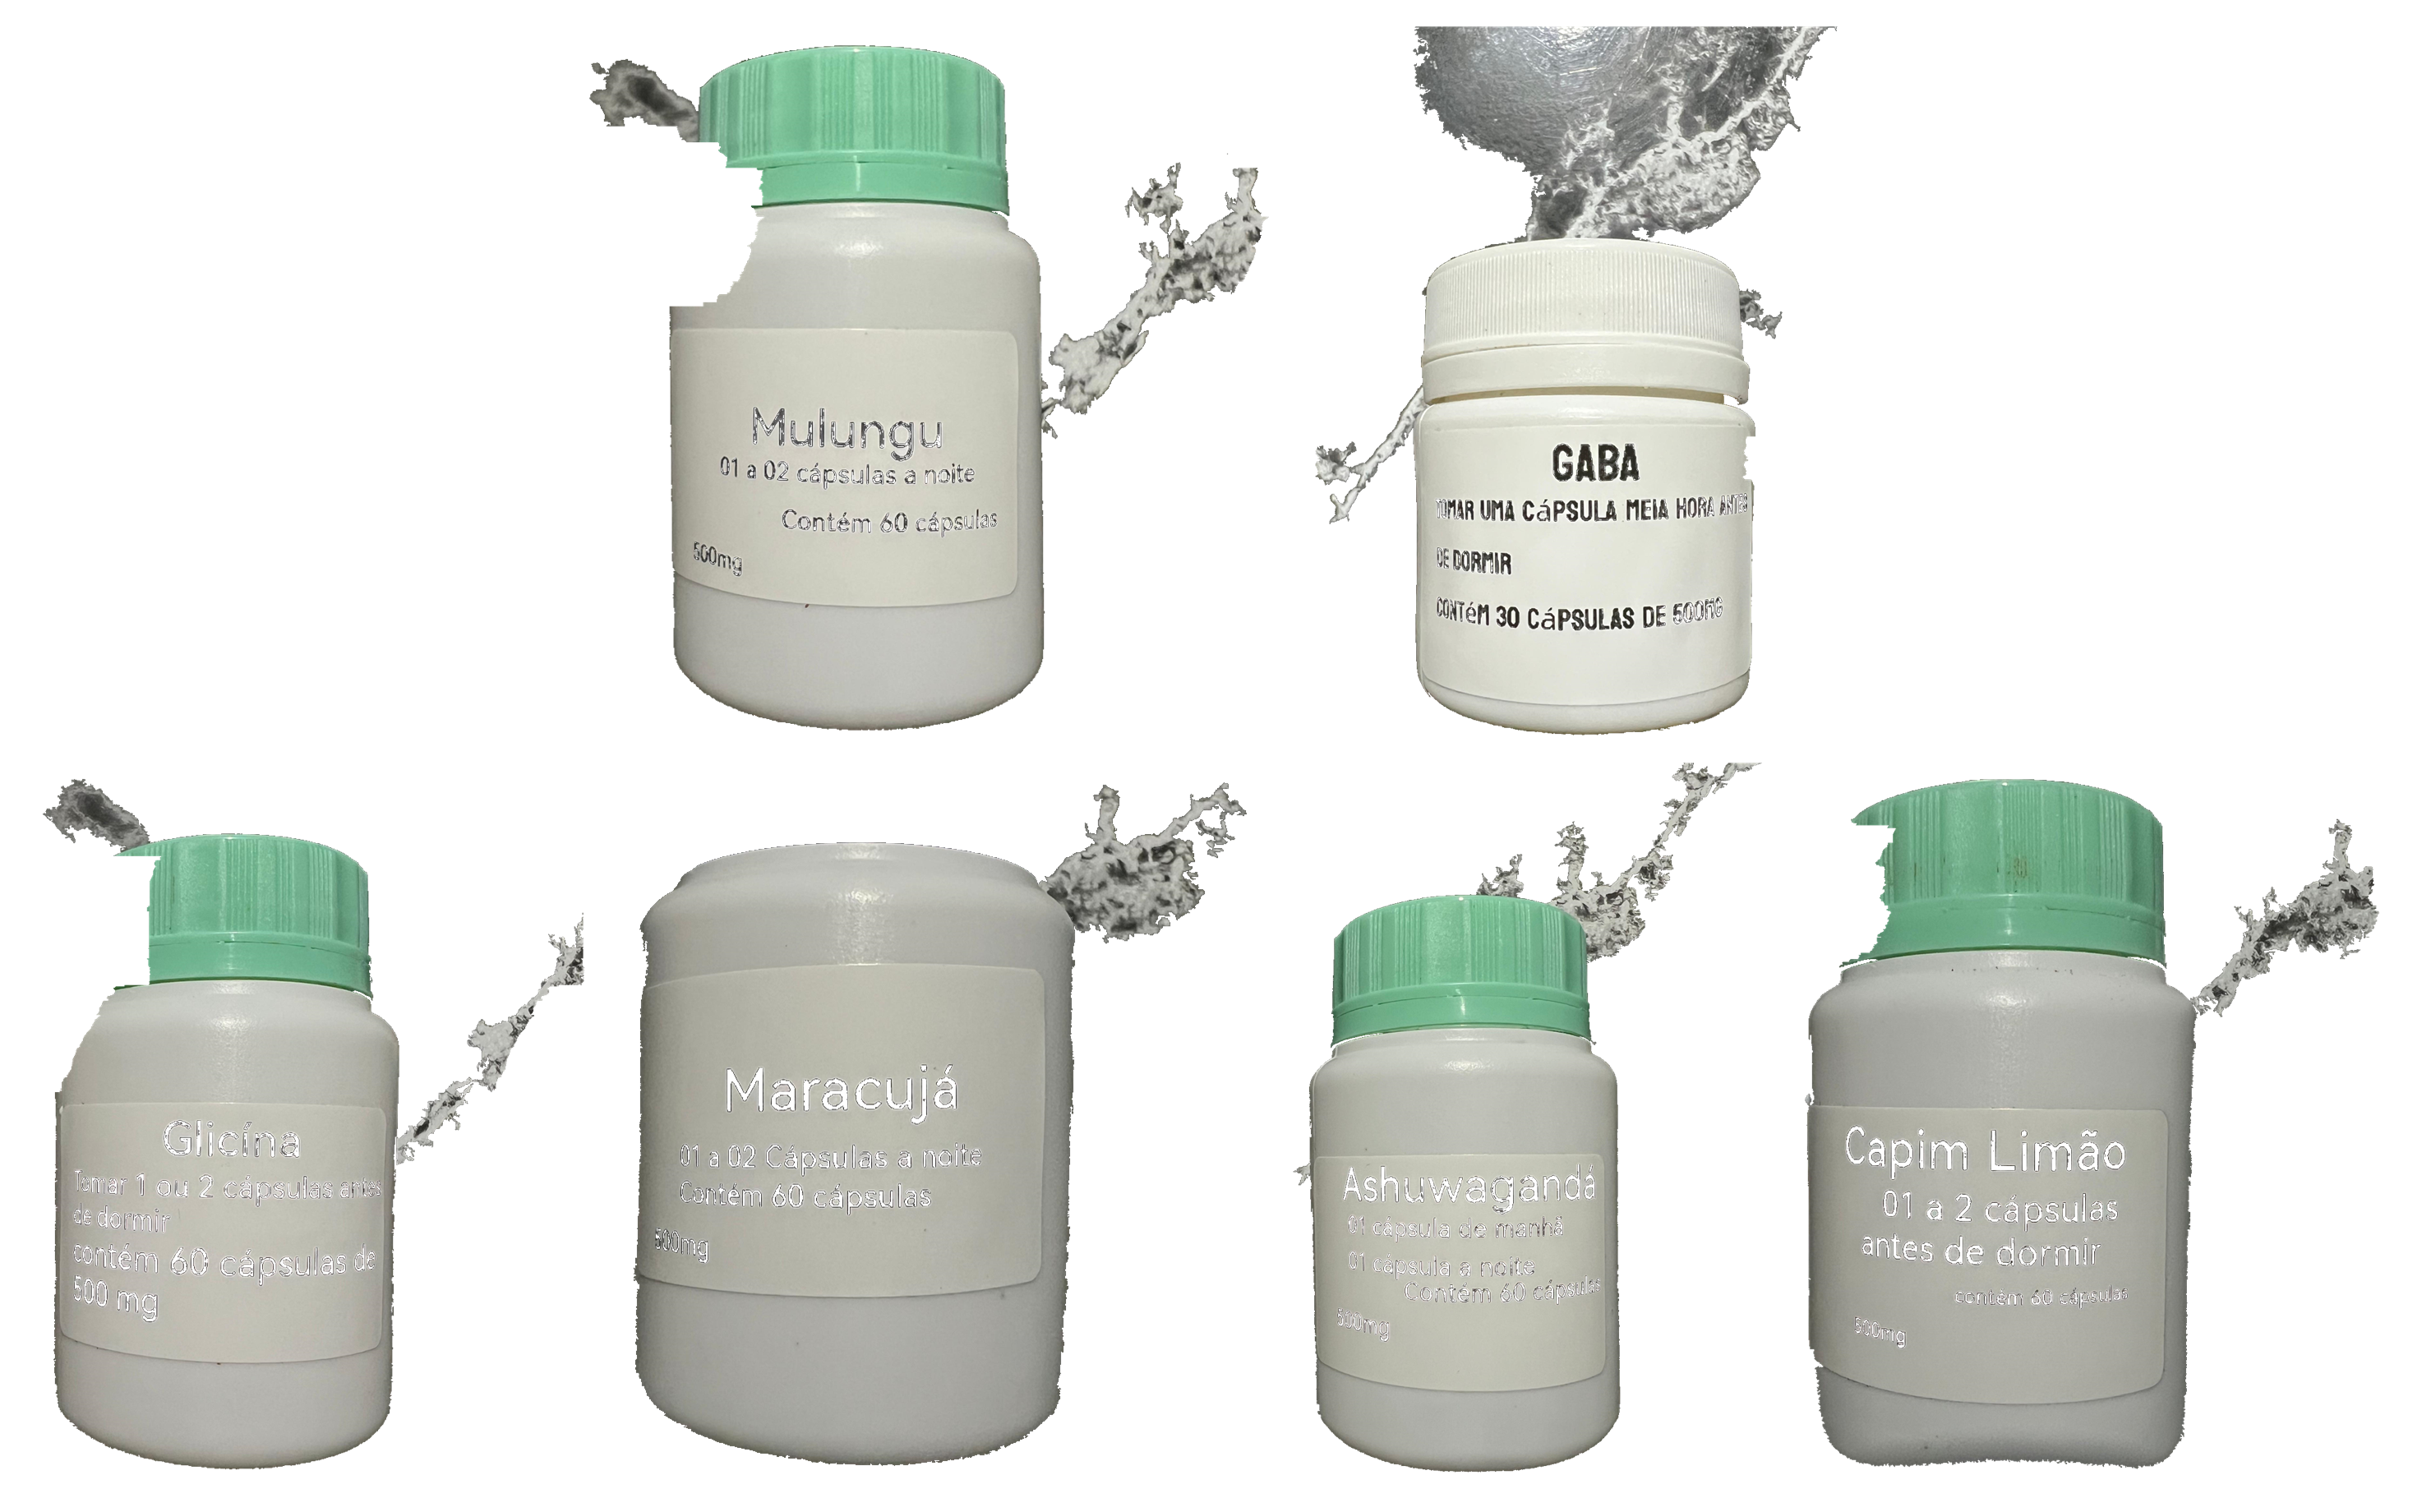 Mulungu
01 a 02 cápsulas a noite
Contém 60 cápsulas
500mg
GABA
TOMAR UMA CáPSULA MEIA HORA ANTES
DE DORMIR
CONTéM 30 CáPSULAS DE 500MG
Glicína
Tomar 1 ou 2 cápsulas antes
de dormir
contém 60 cápsulas de
500 mg
Maracujá
01 a 02 Cápsulas a noite
Contém 60 cápsulas
500mg
Ashuwagandá
01 cápsula de manhã
01 cápsula a noite
Contém 60 cápsulas
500mg
Capim Limão
01 a 2 cápsulas
antes de dormir
contém 60 cápsulas
500mg